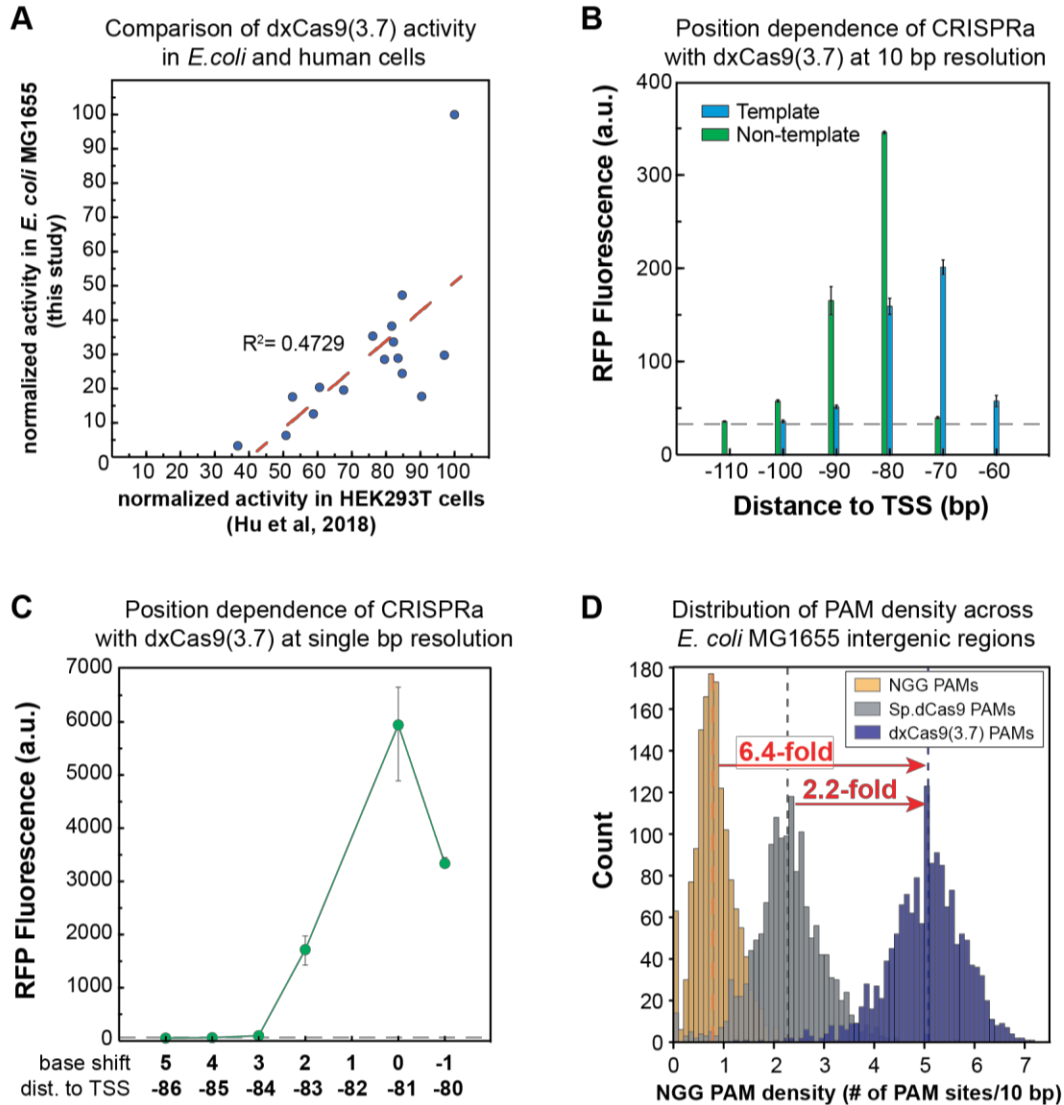 A
Comparison of dxCas9(3.7) activity
in E.coli and human cells
normalized activity in E. coli MG1655
(this study)
100
90
80
70
60
50
40
30
20
10
0
R²= 0.4729
10 20 30 40 50 60 70 80 90 100
normalized activity in HEK293T cells
(Hu et al, 2018)
B
Position dependence of CRISPRa
with dxCas9(3.7) at 10 bp resolution
RFP Fluorescence (a.u.)
400
300
200
100
0
Template
Non-template
-110 -100 -90 -80 -70 -60
Distance to TSS (bp)
C
Position dependence of CRISPRa
with dxCas9(3.7) at single bp resolution
RFP Fluorescence (a.u.)
7000
6000
5000
4000
3000
2000
1000
0
base shift 5 4 3 2 1 0 -1
dist. to TSS -86 -85 -84 -83 -82 -81 -80
D
Distribution of PAM density across
E. coli MG1655 intergenic regions
Count
180
160
140
120
100
80
60
40
20
0
NGG PAMs
Sp.dCas9 PAMs
dxCas9(3.7) PAMs
6.4-fold
2.2-fold
0 1 2 3 4 5 6 7
NGG PAM density (# of PAM sites/10 bp)